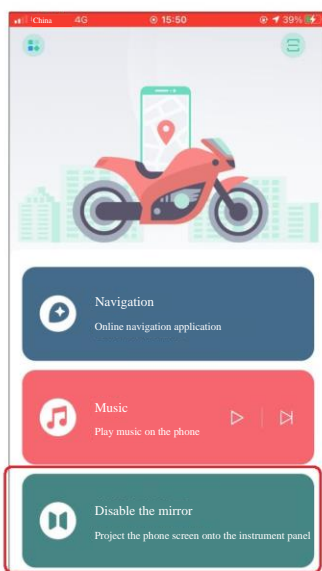 China 4G 15:50 39%
Navigation
Online navigation application
Music
Play music on the phone
Disable the mirror
Project the phone screen onto the instrument panel